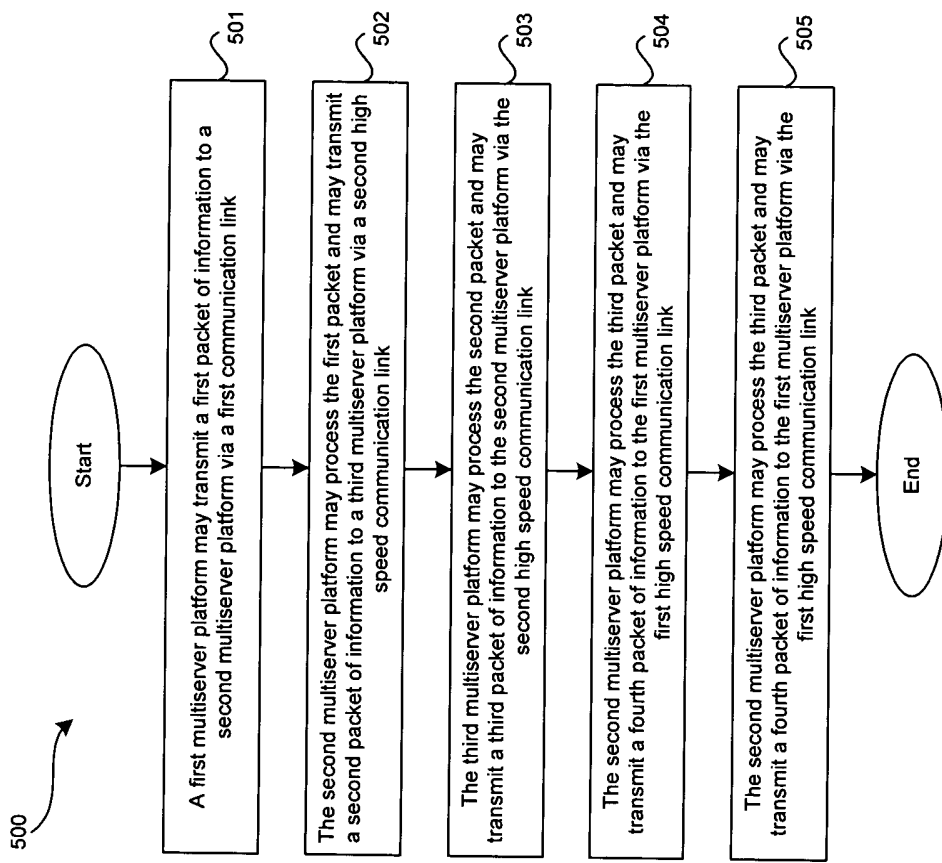 500
Start
A first multiserver platform may transmit a first packet of information to a
second multiserver platform via a first communication link
501
The second multiserver platform may process the first packet and may transmit
a second packet of information to a third multiserver platform via a second high
speed communication link
502
The third multiserver platform may process the second packet and may
transmit a third packet of information to the second multiserver platform via the
second high speed communication link
503
The second multiserver platform may process the third packet and may
transmit a fourth packet of information to the first multiserver platform via the
first high speed communication link
504
The second multiserver platform may process the third packet and may
transmit a fourth packet of information to the first multiserver platform via the
first high speed communication link
505
End